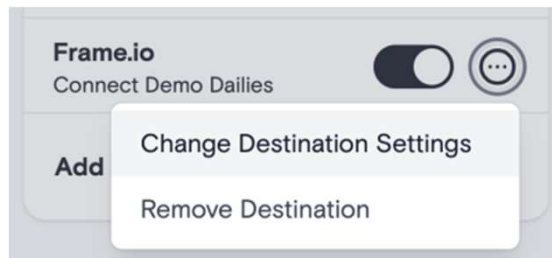 Frame.io
Connect Demo Dailies
Change Destination Settings
Add
Remove Destination